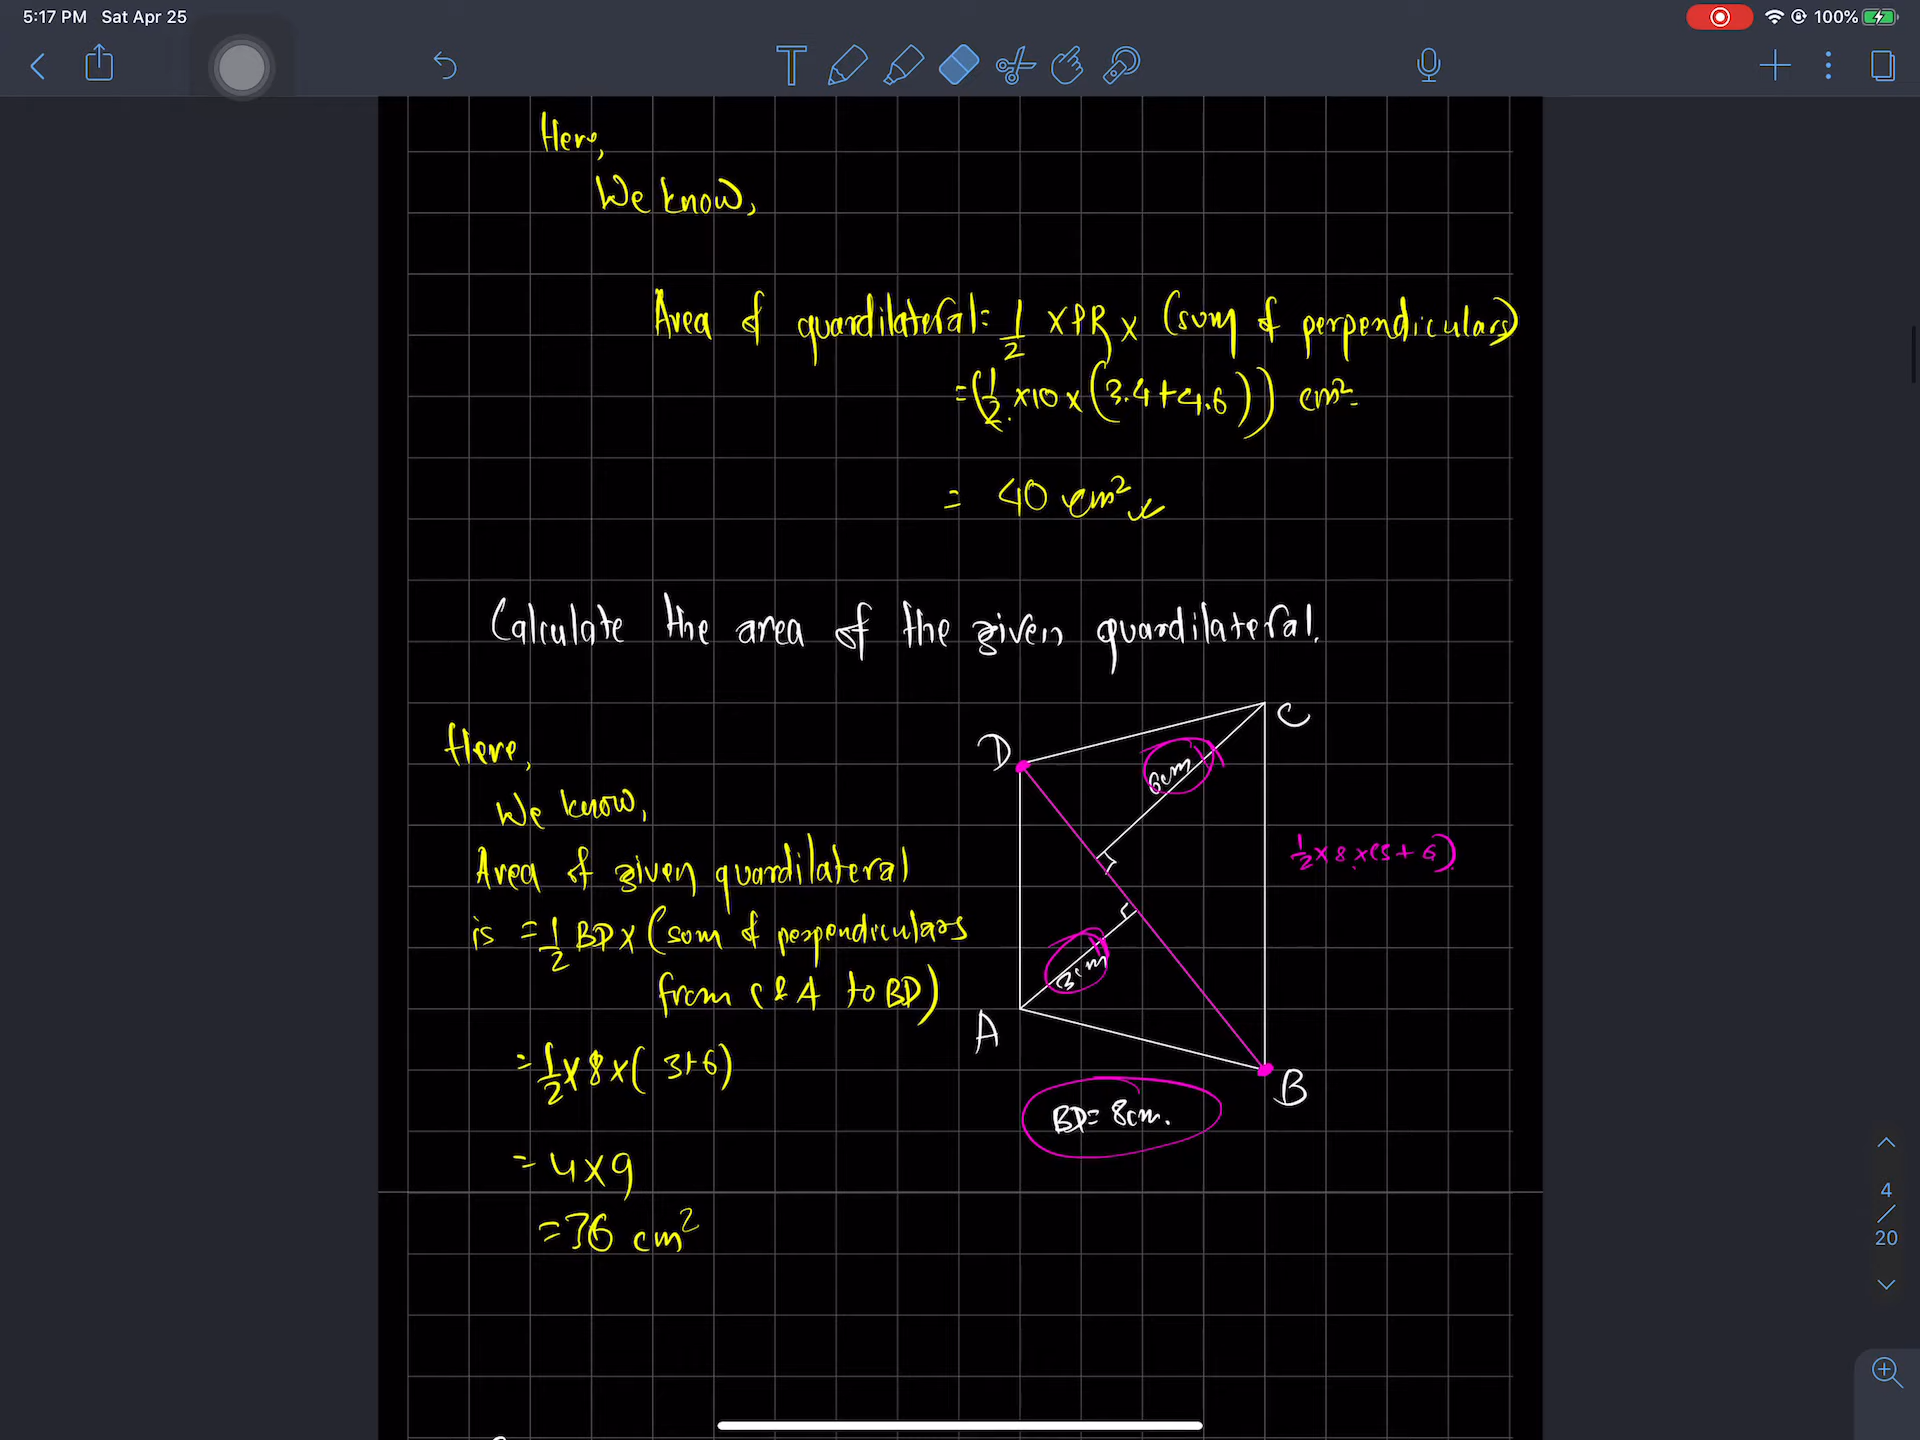 5:17 PM Sat Apr 25
100%
Here,
We know,
Area of quardilateral = 1/2 × PR × (sum of perpendiculars)
= (1/2 × 10 × (3.4 + 4.6)) cm²
= 40 cm²
Calculate the area of the given quardilateral.
Here,
We know,
Area of given quardilateral
is = 1/2 BD × (sum of perpendiculars
from C & A to BD)
= 1/2 × 8 × (3+6)
= 4 × 9
= 36 cm²
D
C
6cm
1/2 × 8 × (3 + 6)
3cm
A
B
BD = 8cm.
4
/
20